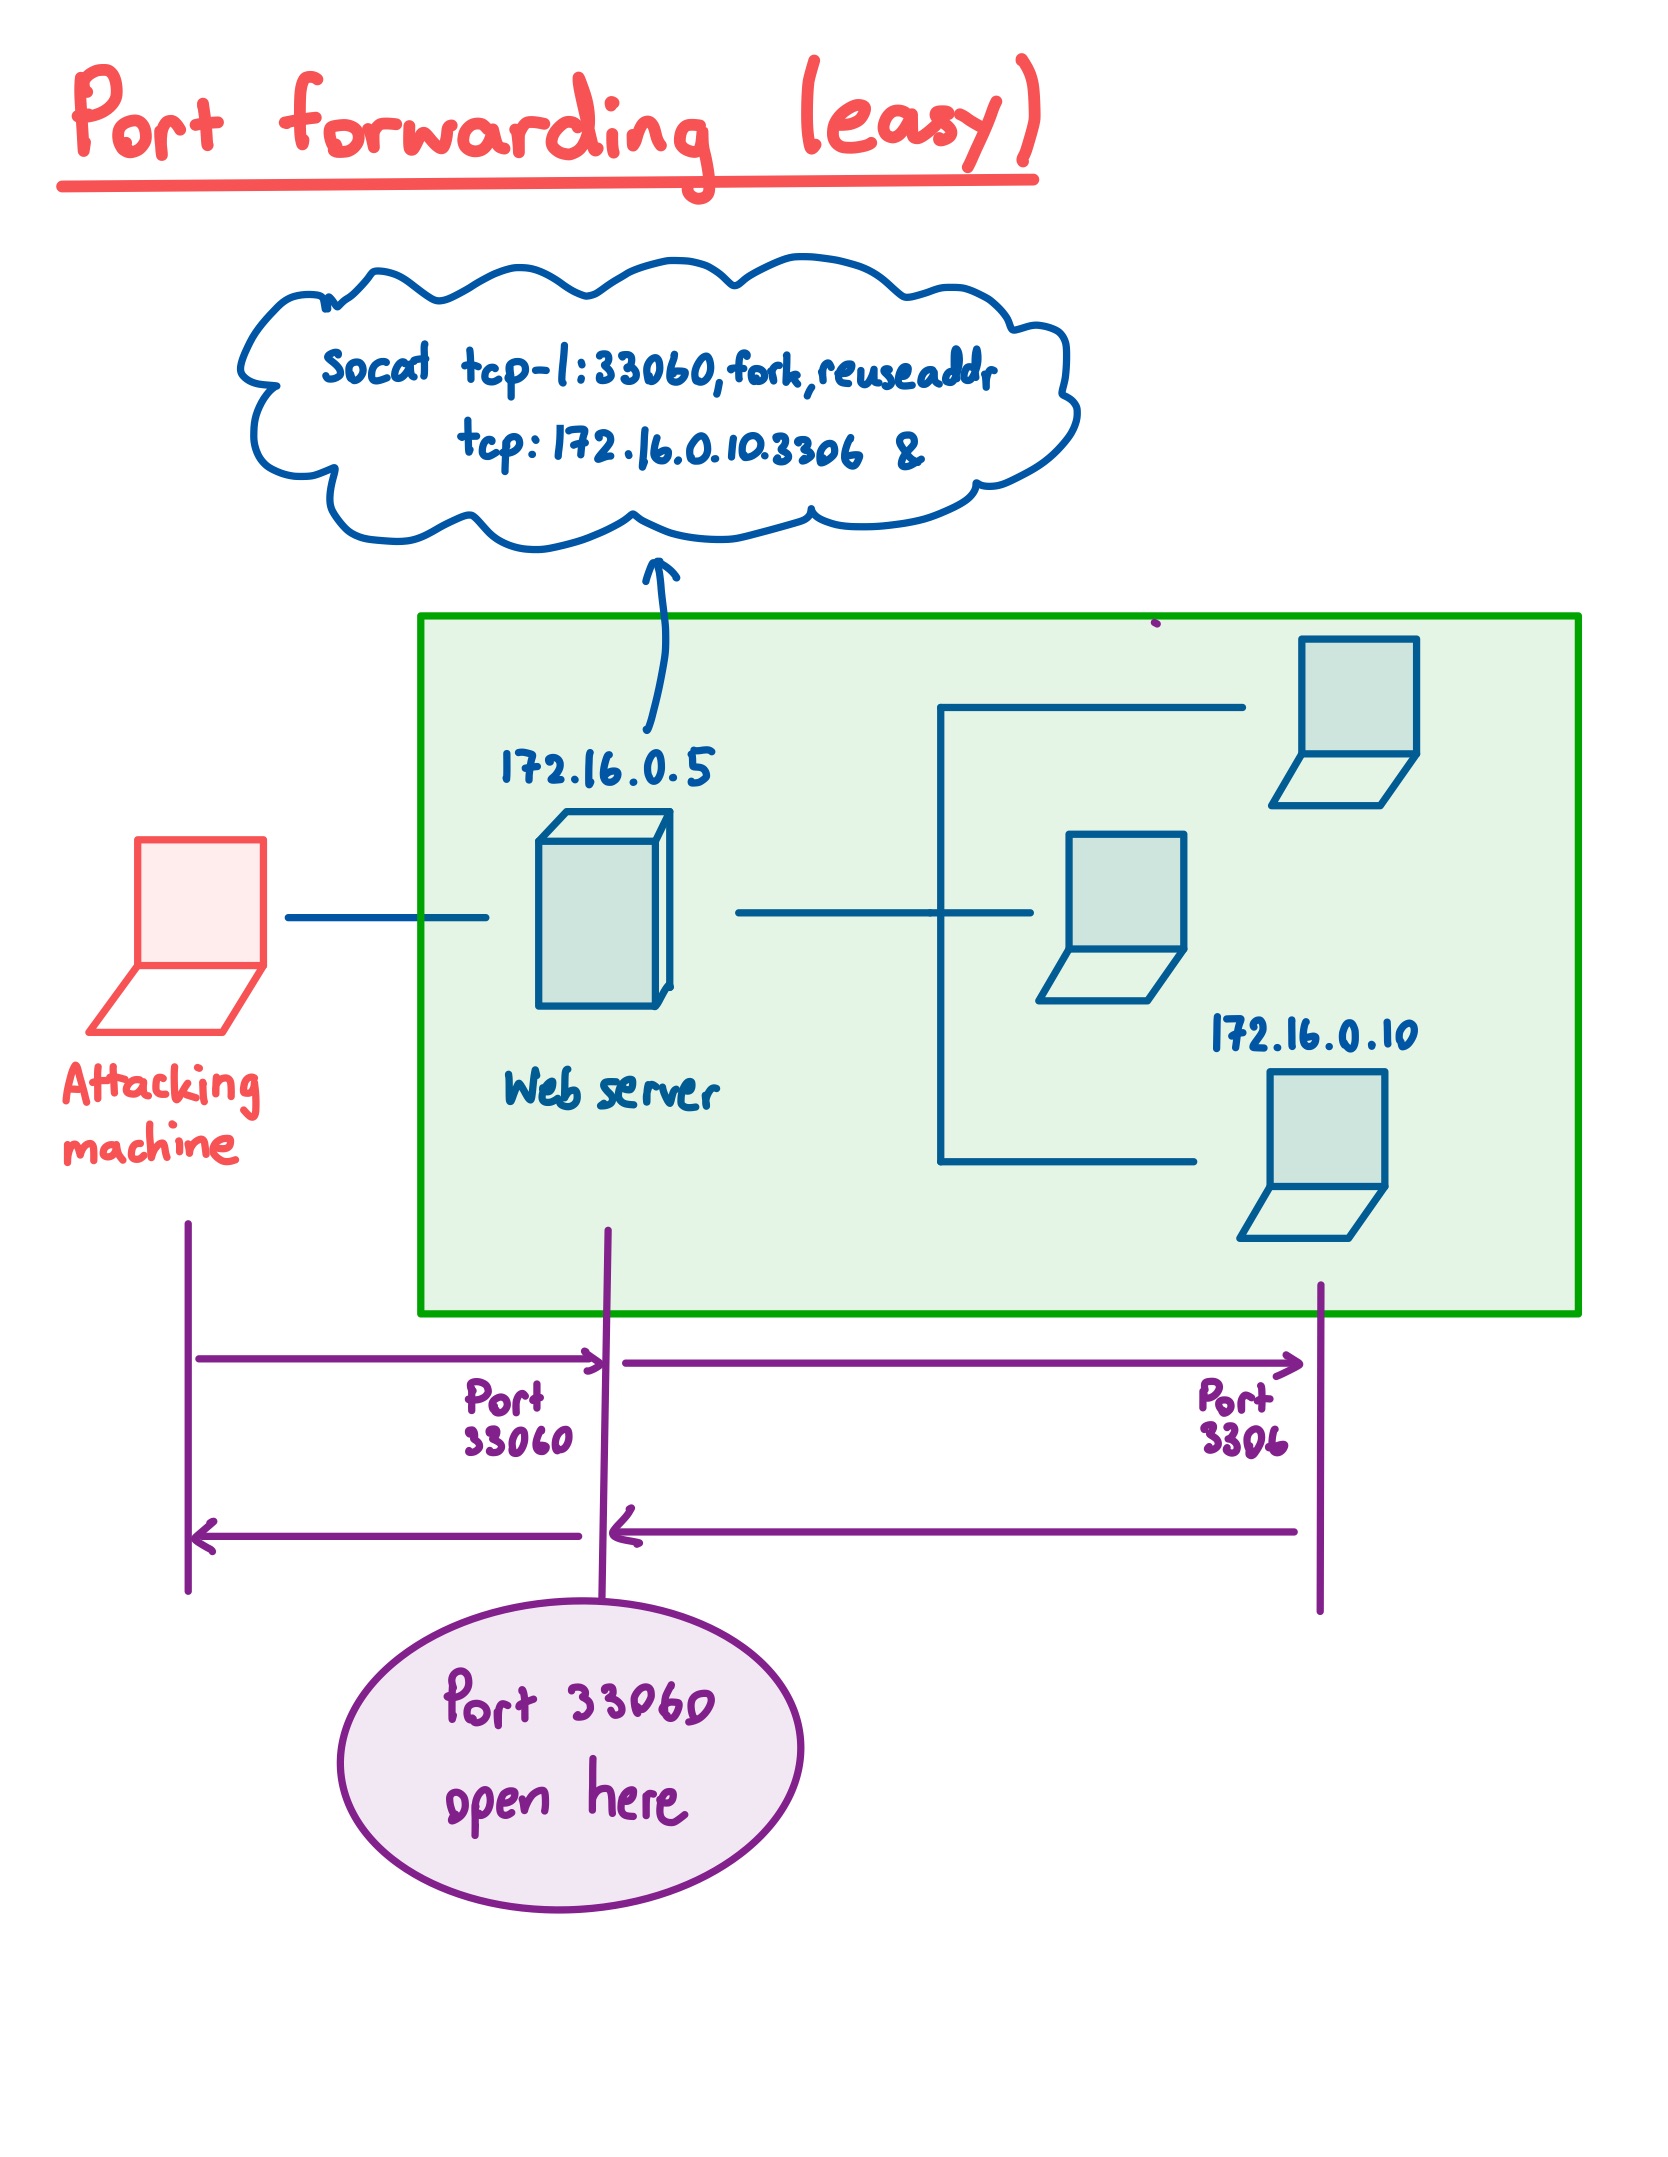 Port forwarding (easy)
socat tcp-l:33060,fork,reuseaddr
tcp:172.16.0.10.3306 &
172.16.0.5
172.16.0.10
Attacking
machine
Web server
Port
33060
Port
3306
Port 33060
open here